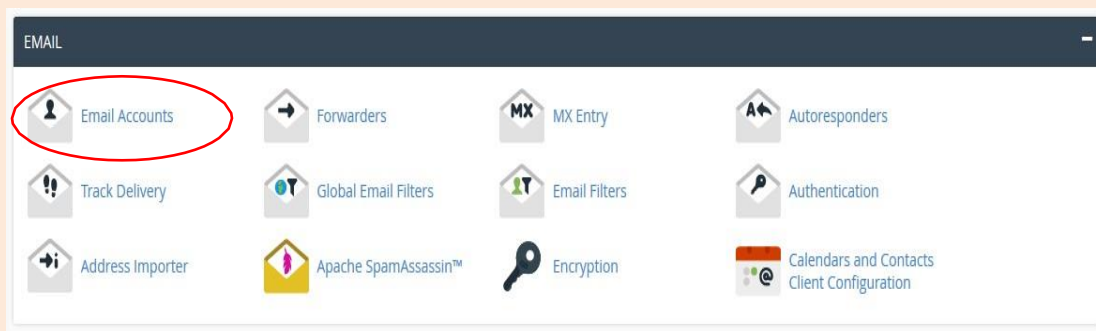 EMAIL
Email Accounts
Forwarders
MX
MX Entry
A
Autoresponders
Track Delivery
Global Email Filters
Email Filters
Authentication
i
Address Importer
Apache SpamAssassin™
Encryption
@
Calendars and Contacts
Client Configuration